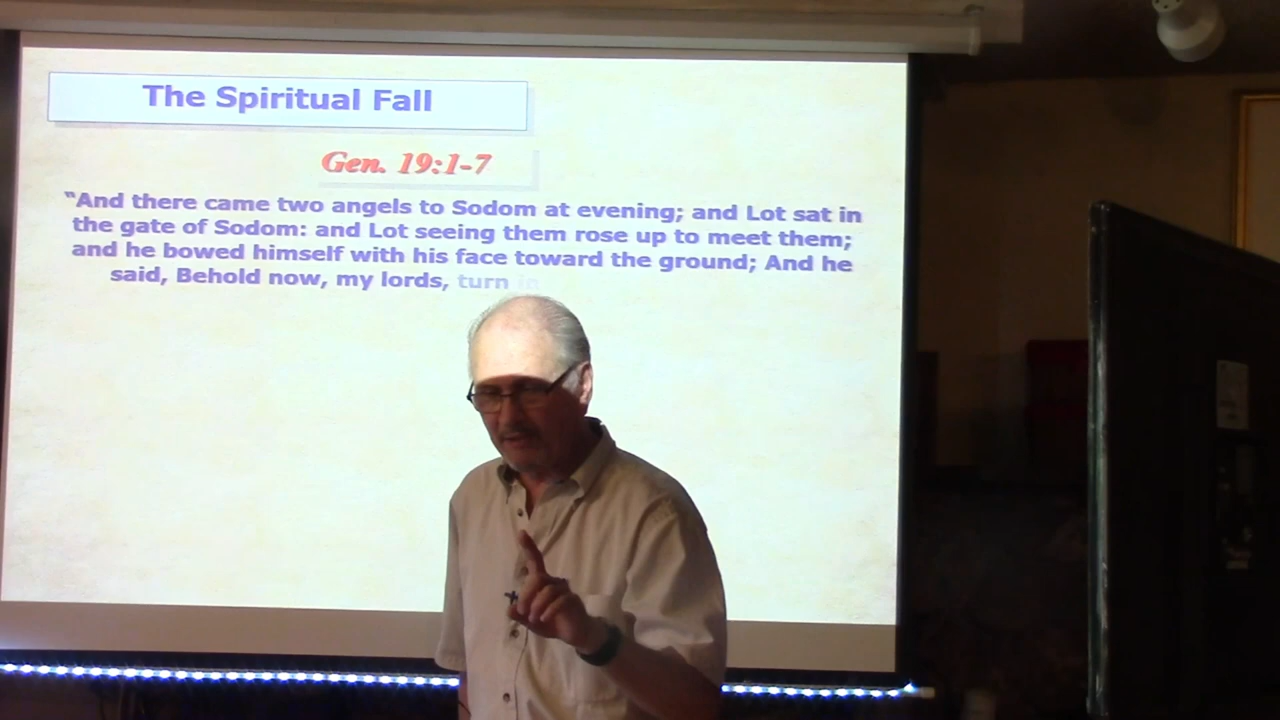 The Spiritual Fall
Gen. 19:1-7
“And there came two angels to Sodom at evening; and Lot sat in
the gate of Sodom: and Lot seeing them rose up to meet them;
and he bowed himself with his face toward the ground; And he
said, Behold now, my lords, turn in